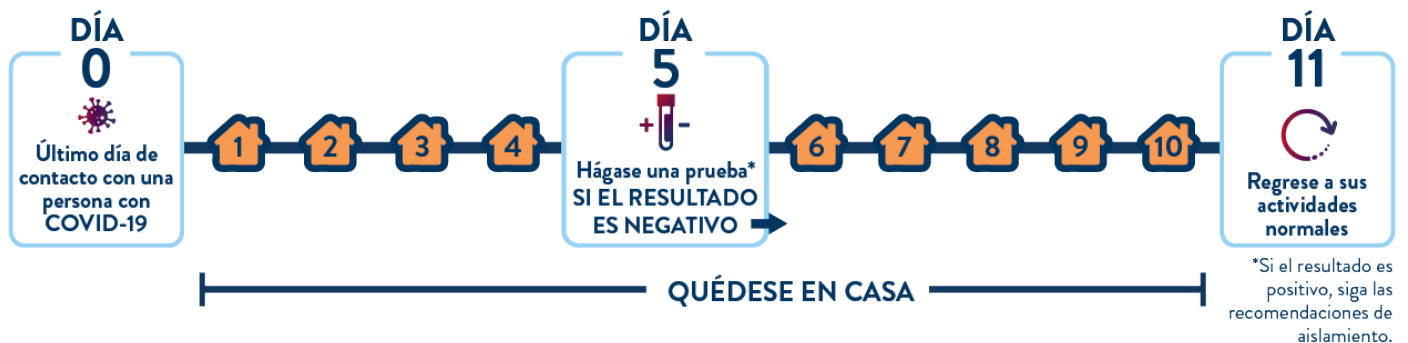 DÍA
0
Último día de
contacto con una
persona con
COVID-19
1
2
3
4
DÍA
5
+ -
Hágase una prueba*
SI EL RESULTADO
ES NEGATIVO
6
7
8
9
10
DÍA
11
Regrese a sus
actividades
normales
QUÉDESE EN CASA
*Si el resultado es
positivo, siga las
recomendaciones de
aislamiento.